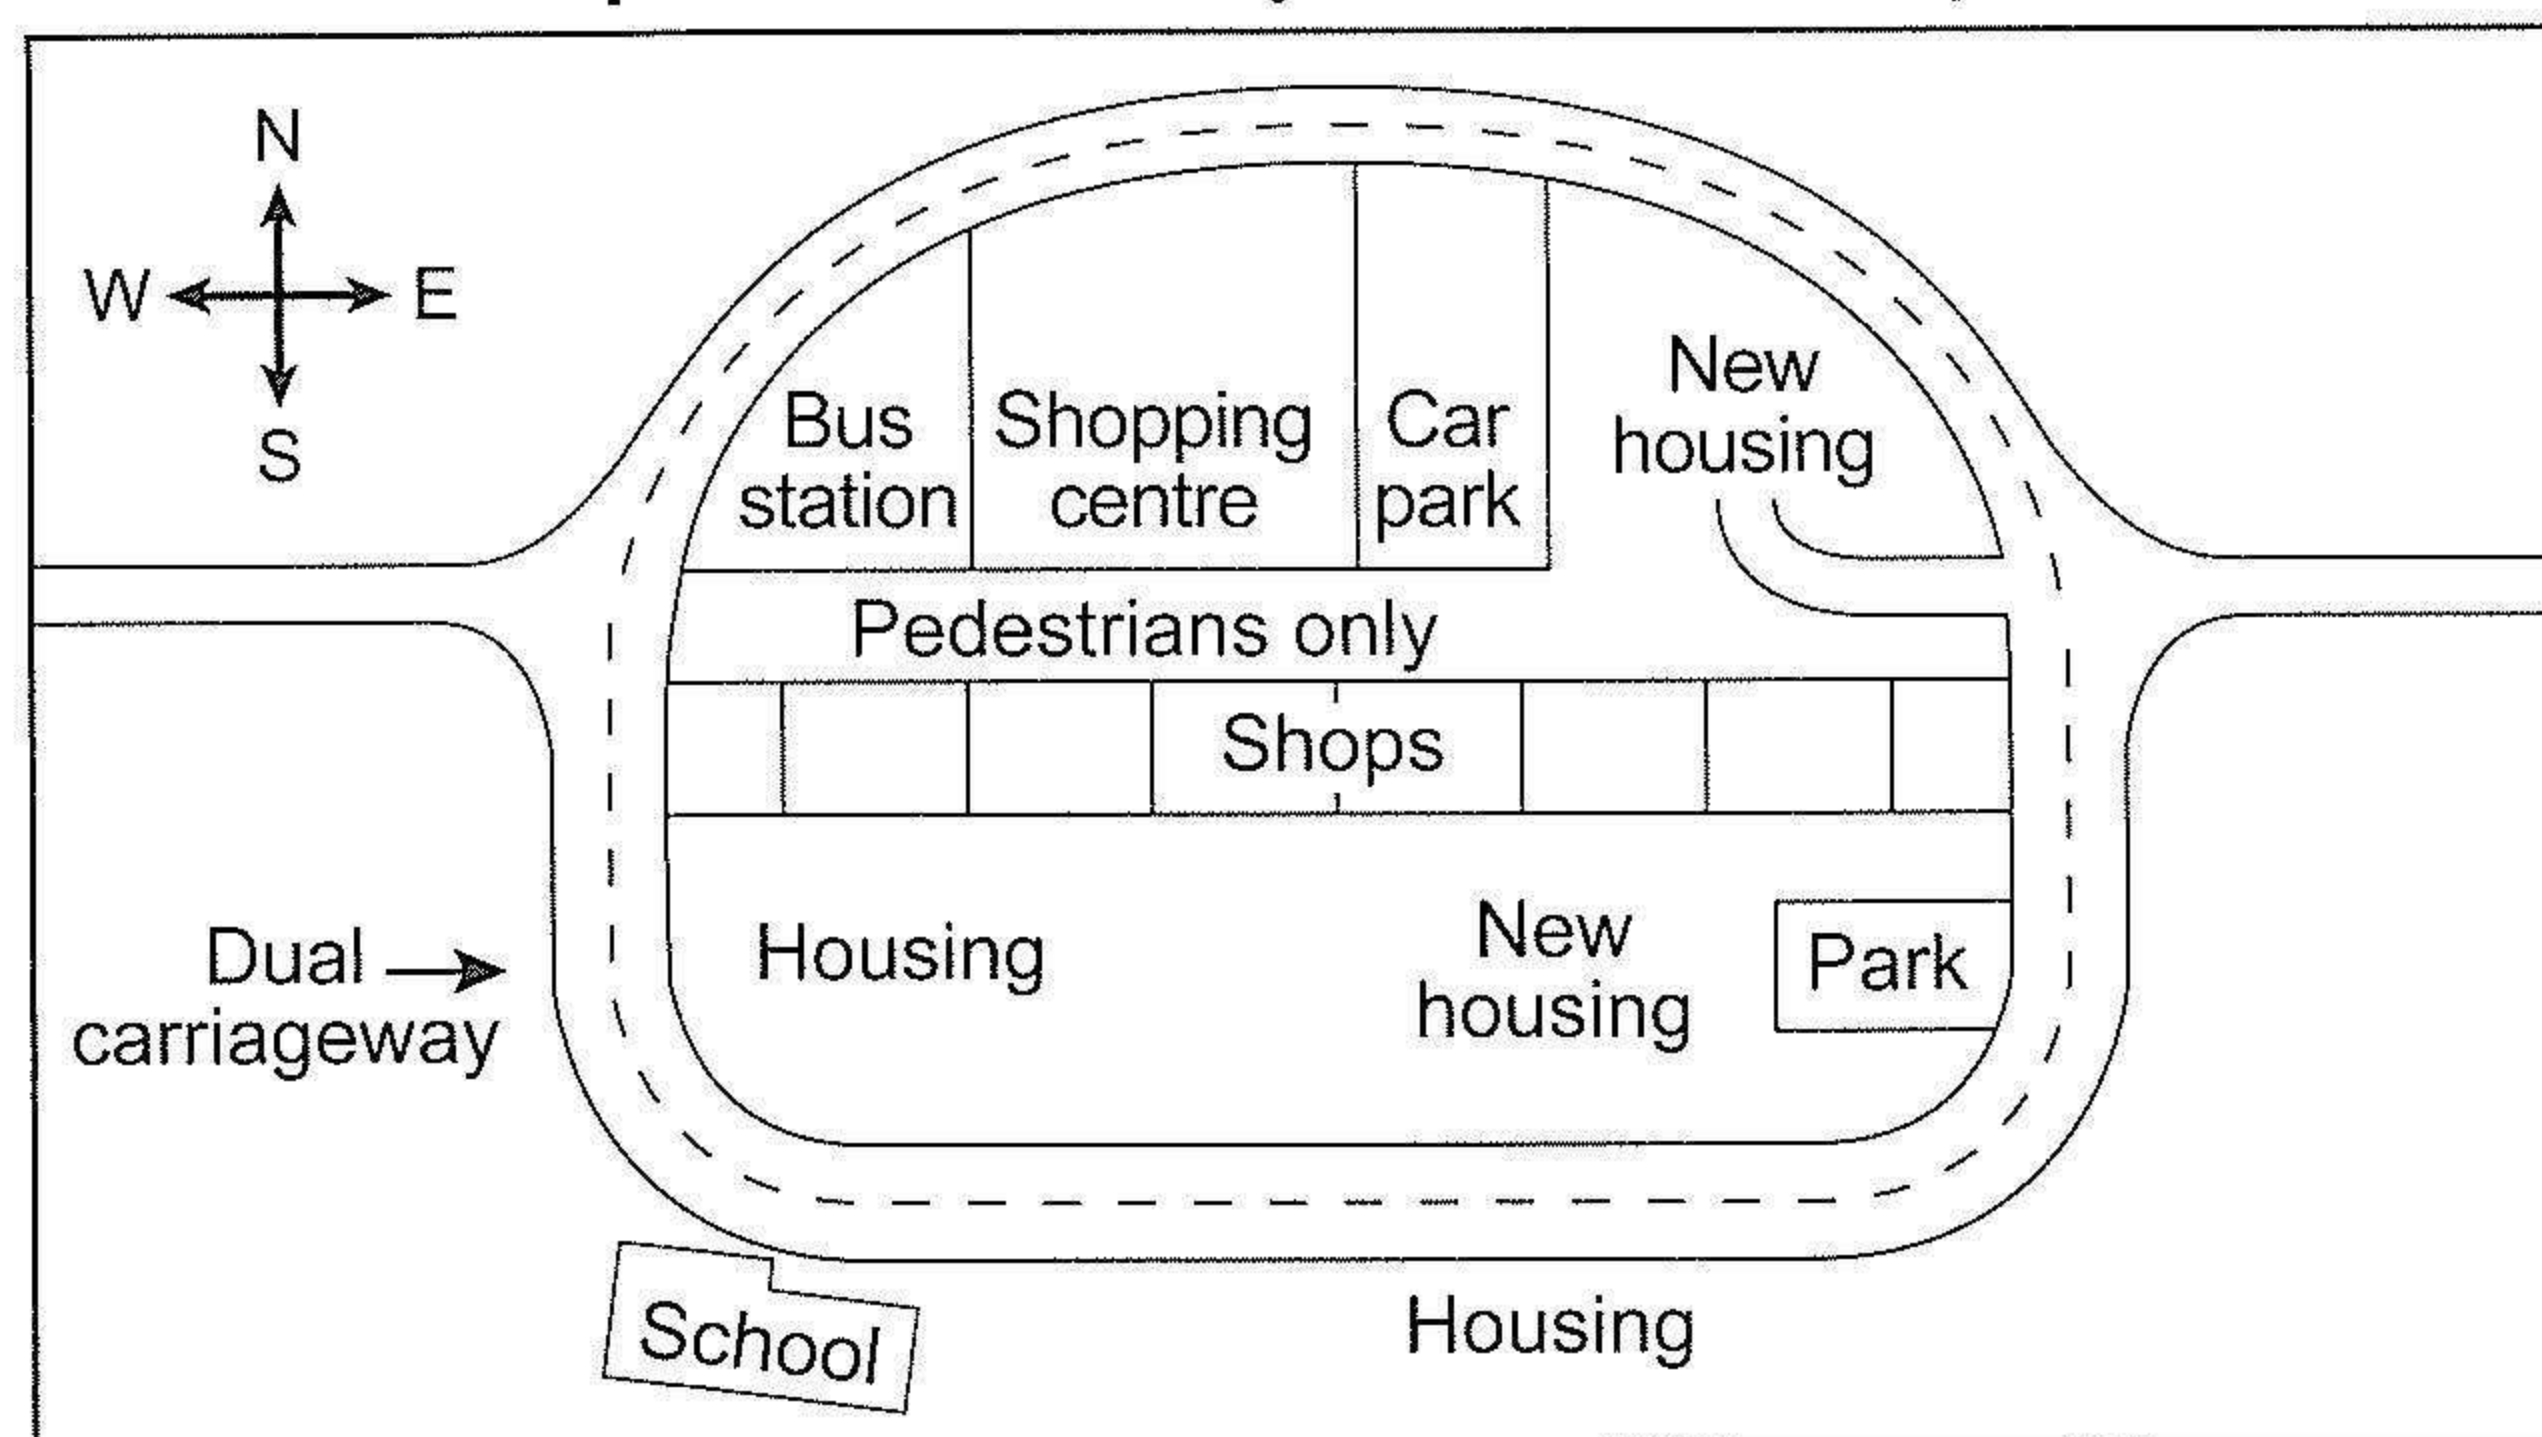 N
W E
S
Bus
station
Shopping
centre
Car
park
New
housing
Pedestrians only
Shops
Dual
carriageway
Housing
New
housing
Park
School
Housing